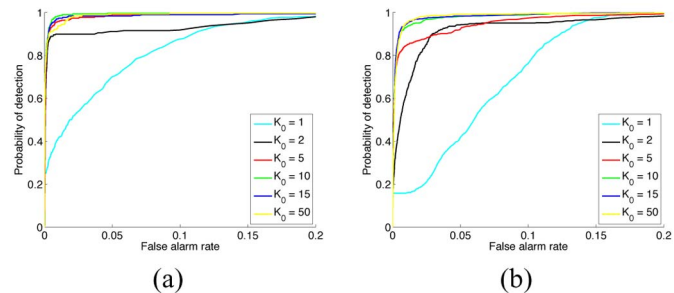 1
0.8
0.6
0.4
0.2
0
Probability of detection
0
0.05
0.1
0.15
0.2
False alarm rate
K₀ = 1
K₀ = 2
K₀ = 5
K₀ = 10
K₀ = 15
K₀ = 50
(a)
1
0.8
0.6
0.4
0.2
0
Probability of detection
0
0.05
0.1
0.15
0.2
False alarm rate
K₀ = 1
K₀ = 2
K₀ = 5
K₀ = 10
K₀ = 15
K₀ = 50
(b)